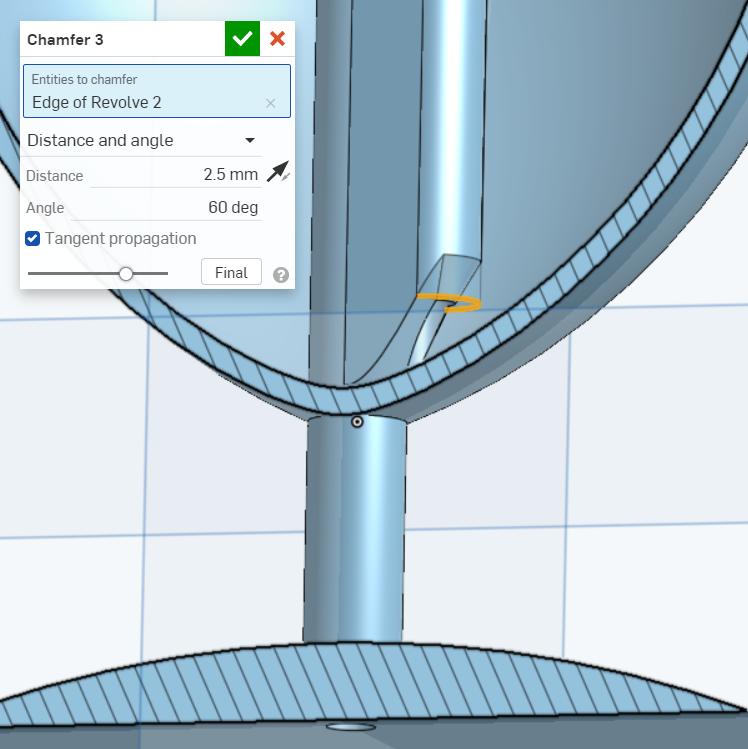 Chamfer 3
Entities to chamfer
Edge of Revolve 2
Distance and angle
Distance 2.5 mm
Angle 60 deg
Tangent propagation
Final